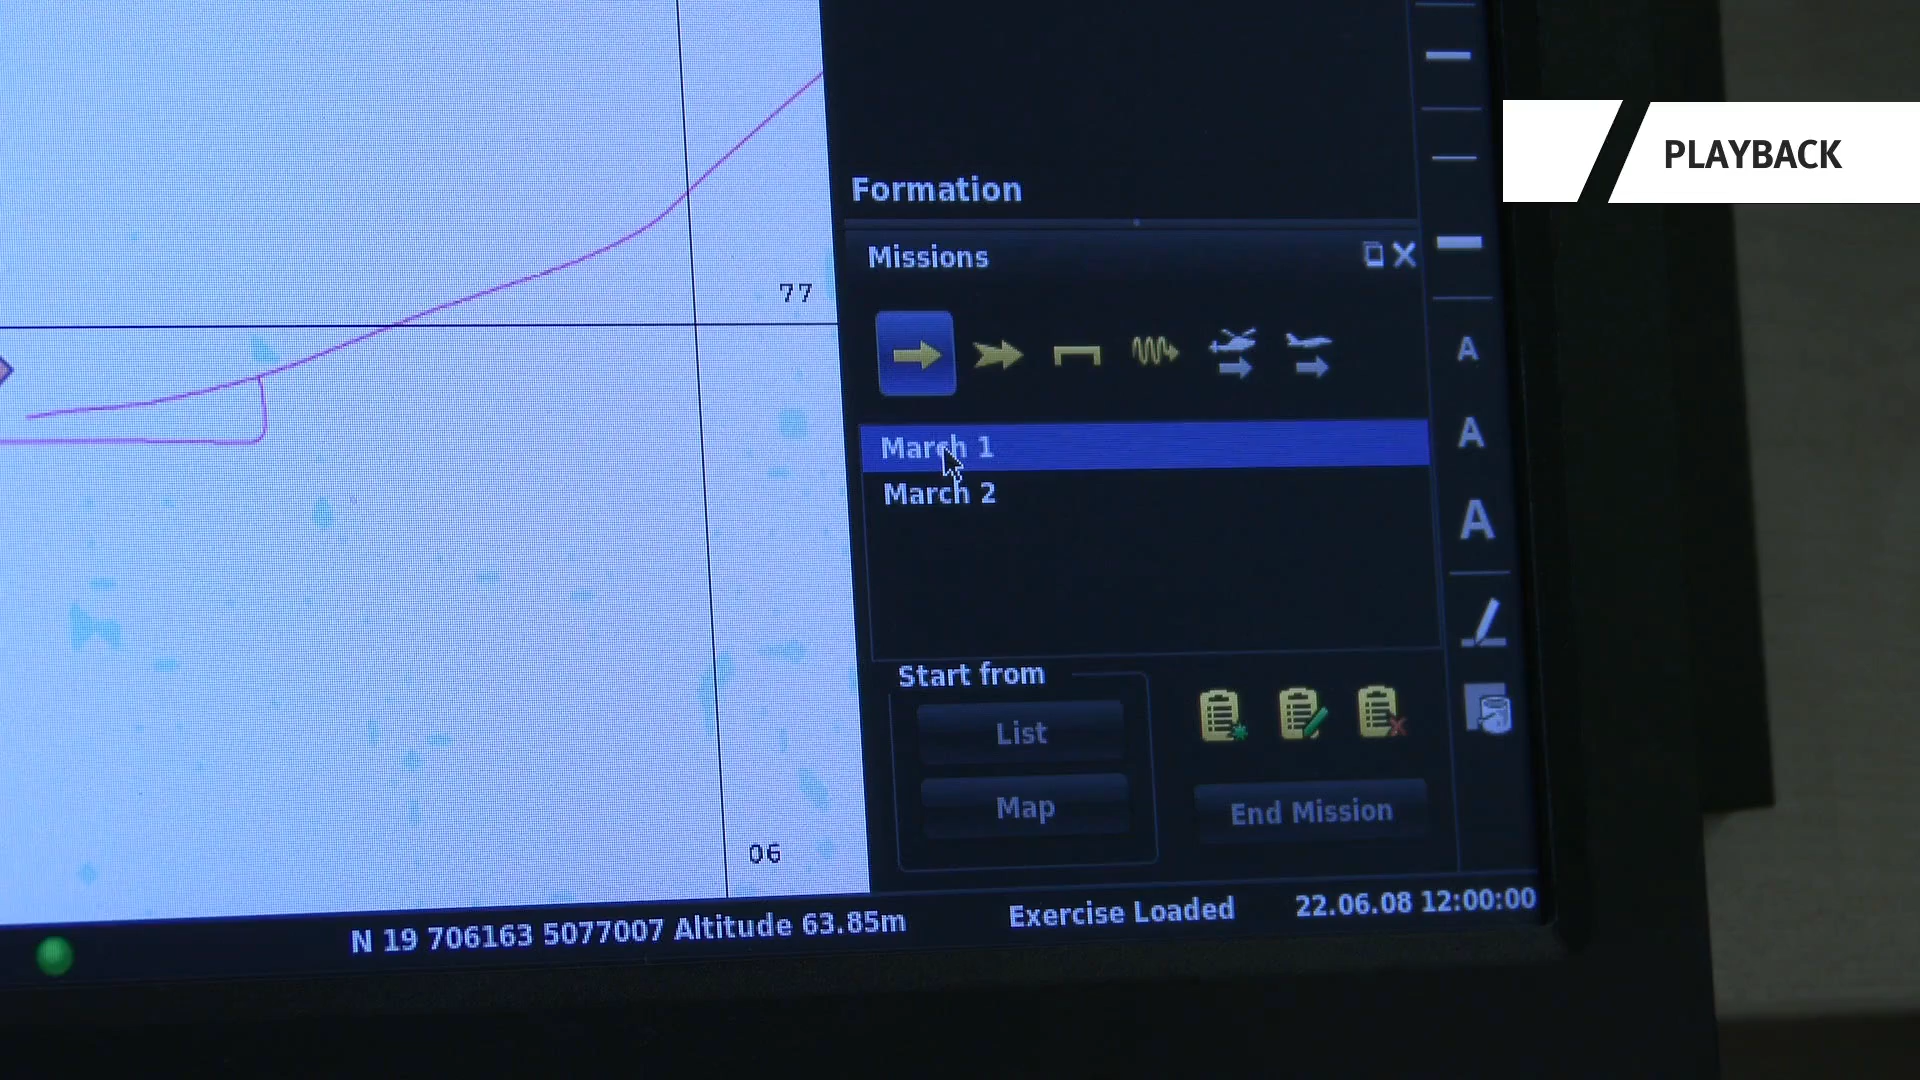 PLAYBACK
Formation
Missions
77
March 1
March 2
A
A
A
Start from
List
Map
End Mission
06
N 19 706163 5077007 Altitude 63.85m
Exercise Loaded
22.06.08 12:00:00